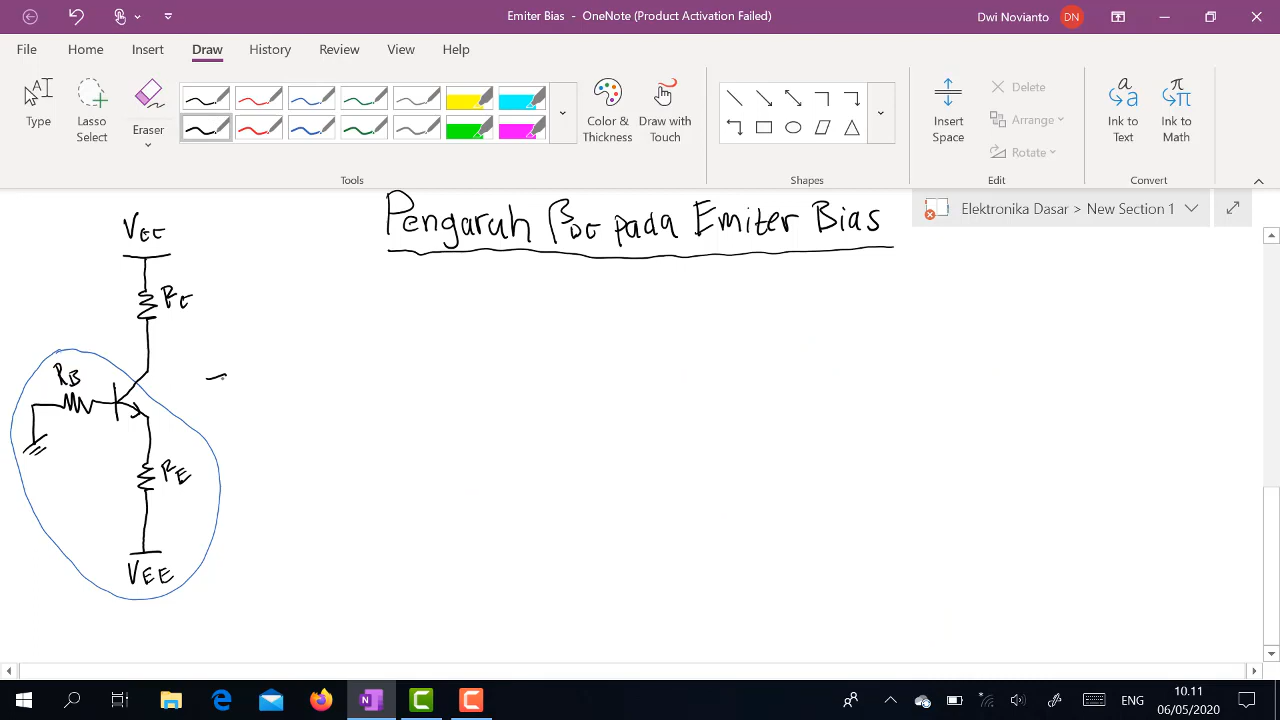 Emiter Bias - OneNote (Product Activation Failed)
Dwi Novianto
DN
File
Home
Insert
Draw
History
Review
View
Help
Type
Lasso Select
Eraser
Color & Thickness
Draw with Touch
Insert Space
Delete
Arrange
Rotate
Ink to Text
Ink to Math
Tools
Shapes
Edit
Convert
Elektronika Dasar > New Section 1
Pengaruh βDC pada Emiter Bias
VCC
RC
RB
RE
VEE
ENG
10.11
06/05/2020